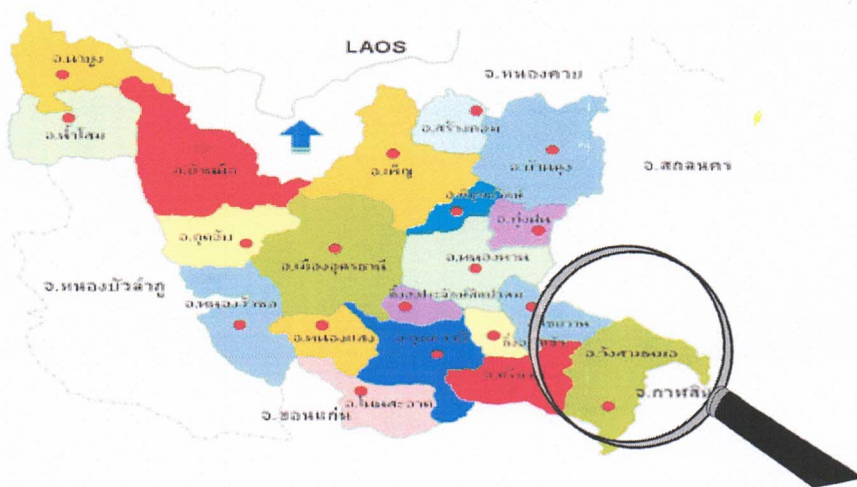 LAOS
อ.นายูง
จ.หนองคาย
อ.น้ำโสม
อ.สร้างคอม
อ.บ้านผือ
อ.เพ็ญ
อ.บ้านดุง
จ.สกลนคร
อ.ทุ่งฝน
อ.กุดจับ
อ.หนองหาน
อ.เมืองอุดรธานี
จ.หนองบัวลำภู
กิ่งอ.ประจักษ์ศิลปาคม
อ.หนองวัวซอ
อ.หนองแสง
อ.วังสามหมอ
จ.กาฬสิน
อ.โนนสะอาด
จ.ขอนแก่น